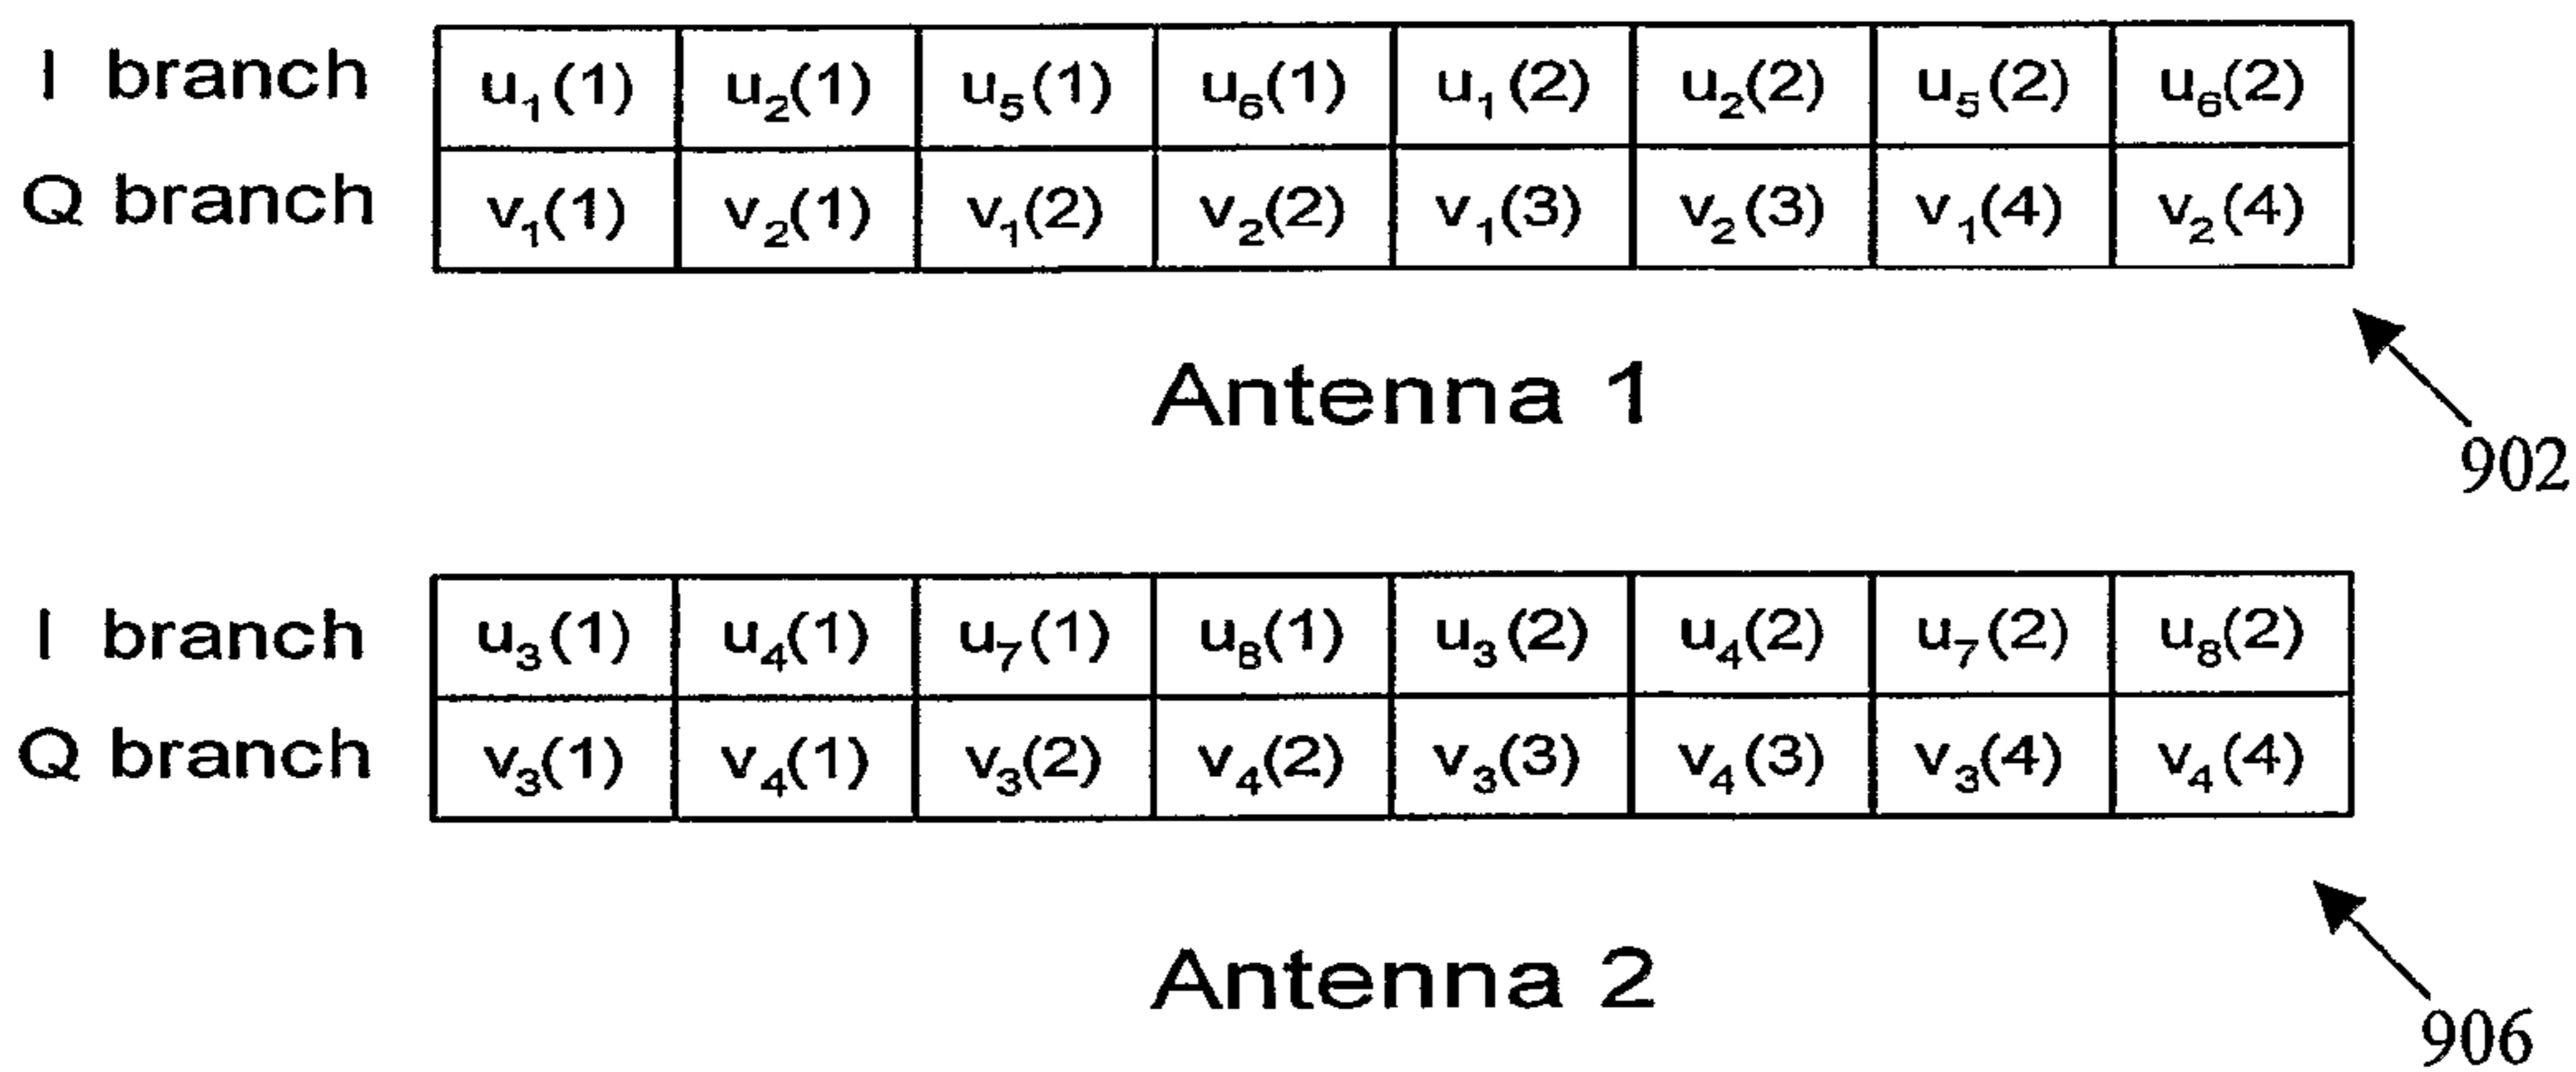 I branch u₁(1) u₂(1) u₅(1) u₆(1) u₁(2) u₂(2) u₅(2) u₆(2)
Q branch v₁(1) v₂(1) v₁(2) v₂(2) v₁(3) v₂(3) v₁(4) v₂(4)
Antenna 1
902
I branch u₃(1) u₄(1) u₇(1) u₈(1) u₃(2) u₄(2) u₇(2) u₈(2)
Q branch v₃(1) v₄(1) v₃(2) v₄(2) v₃(3) v₄(3) v₃(4) v₄(4)
Antenna 2
906